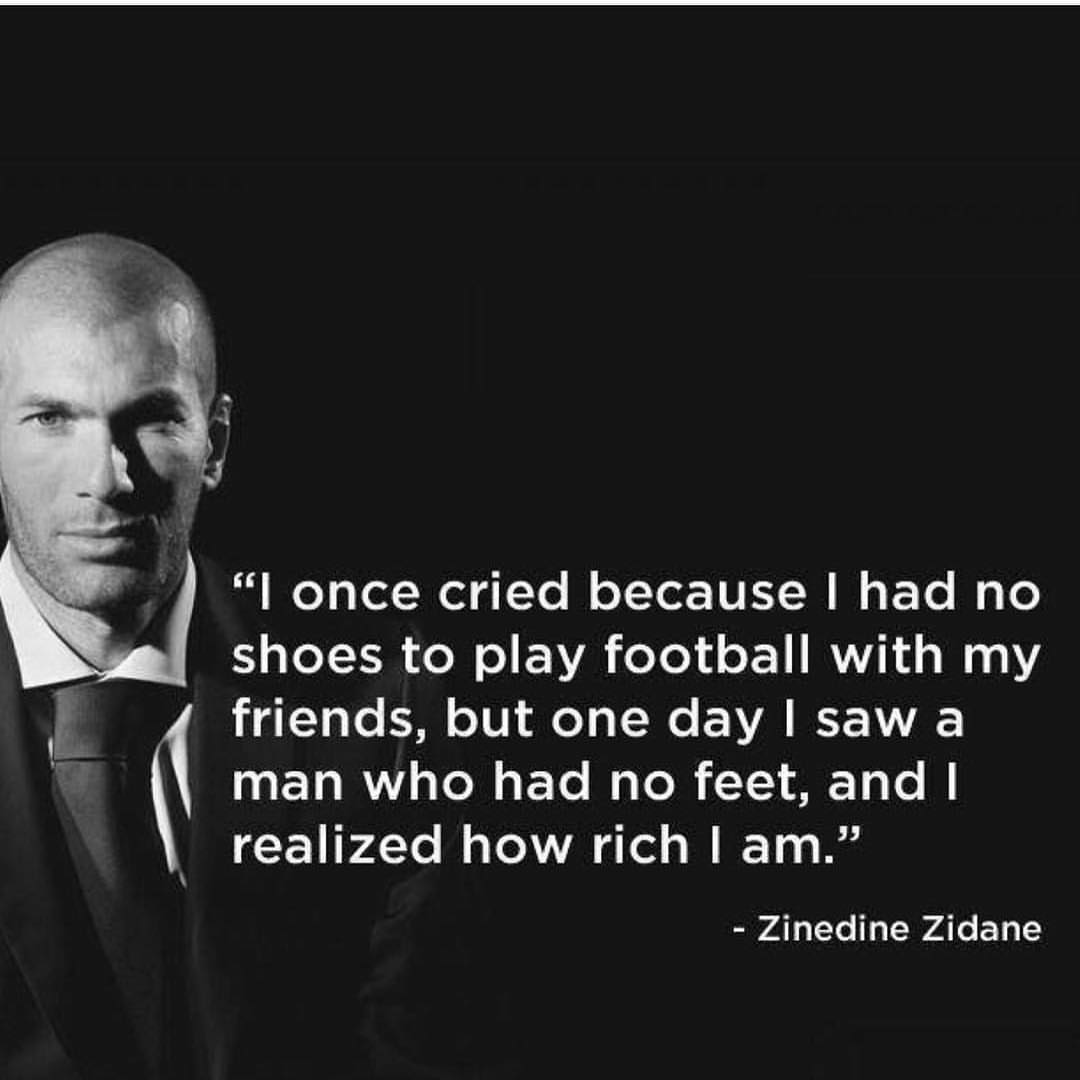 “I once cried because I had no
shoes to play football with my
friends, but one day I saw a
man who had no feet, and I
realized how rich I am.”
- Zinedine Zidane